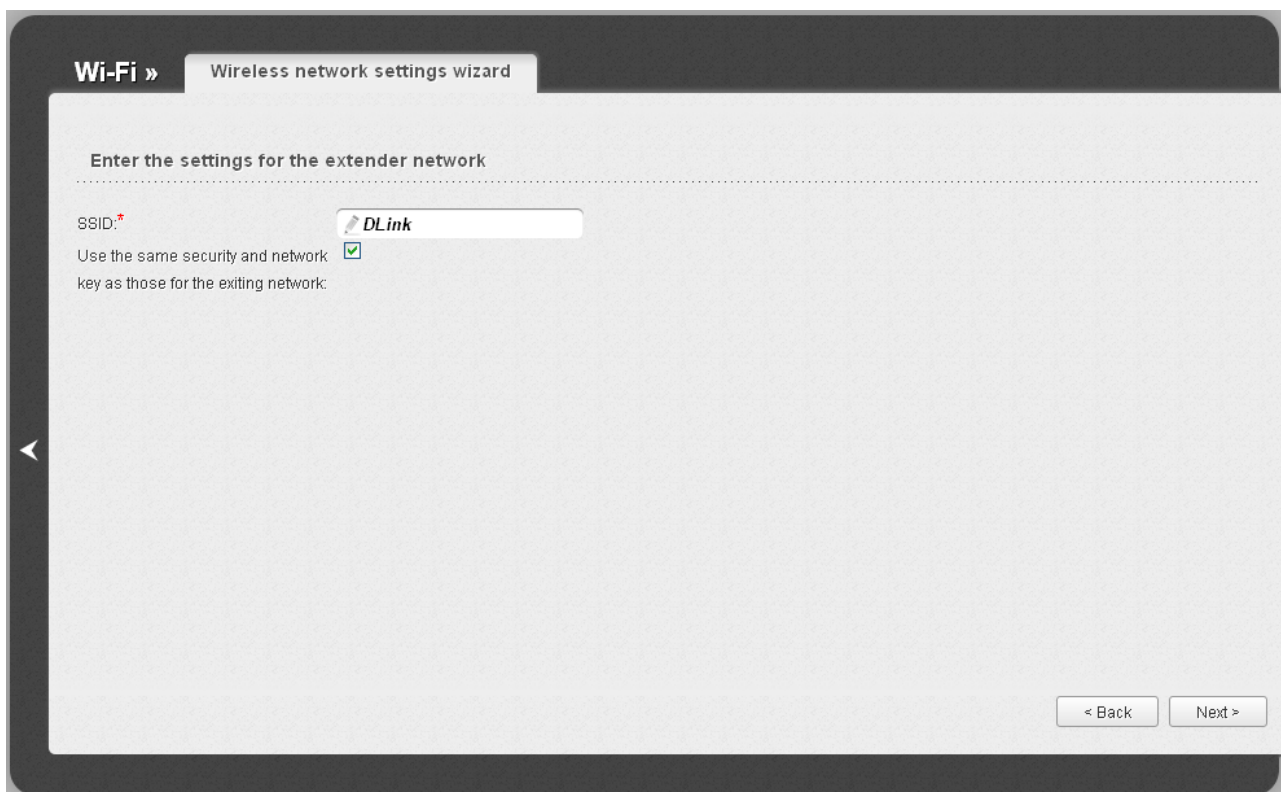 Wi-Fi »
Wireless network settings wizard
Enter the settings for the extender network
SSID:*
DLink
Use the same security and network
key as those for the exiting network:
< Back
Next >